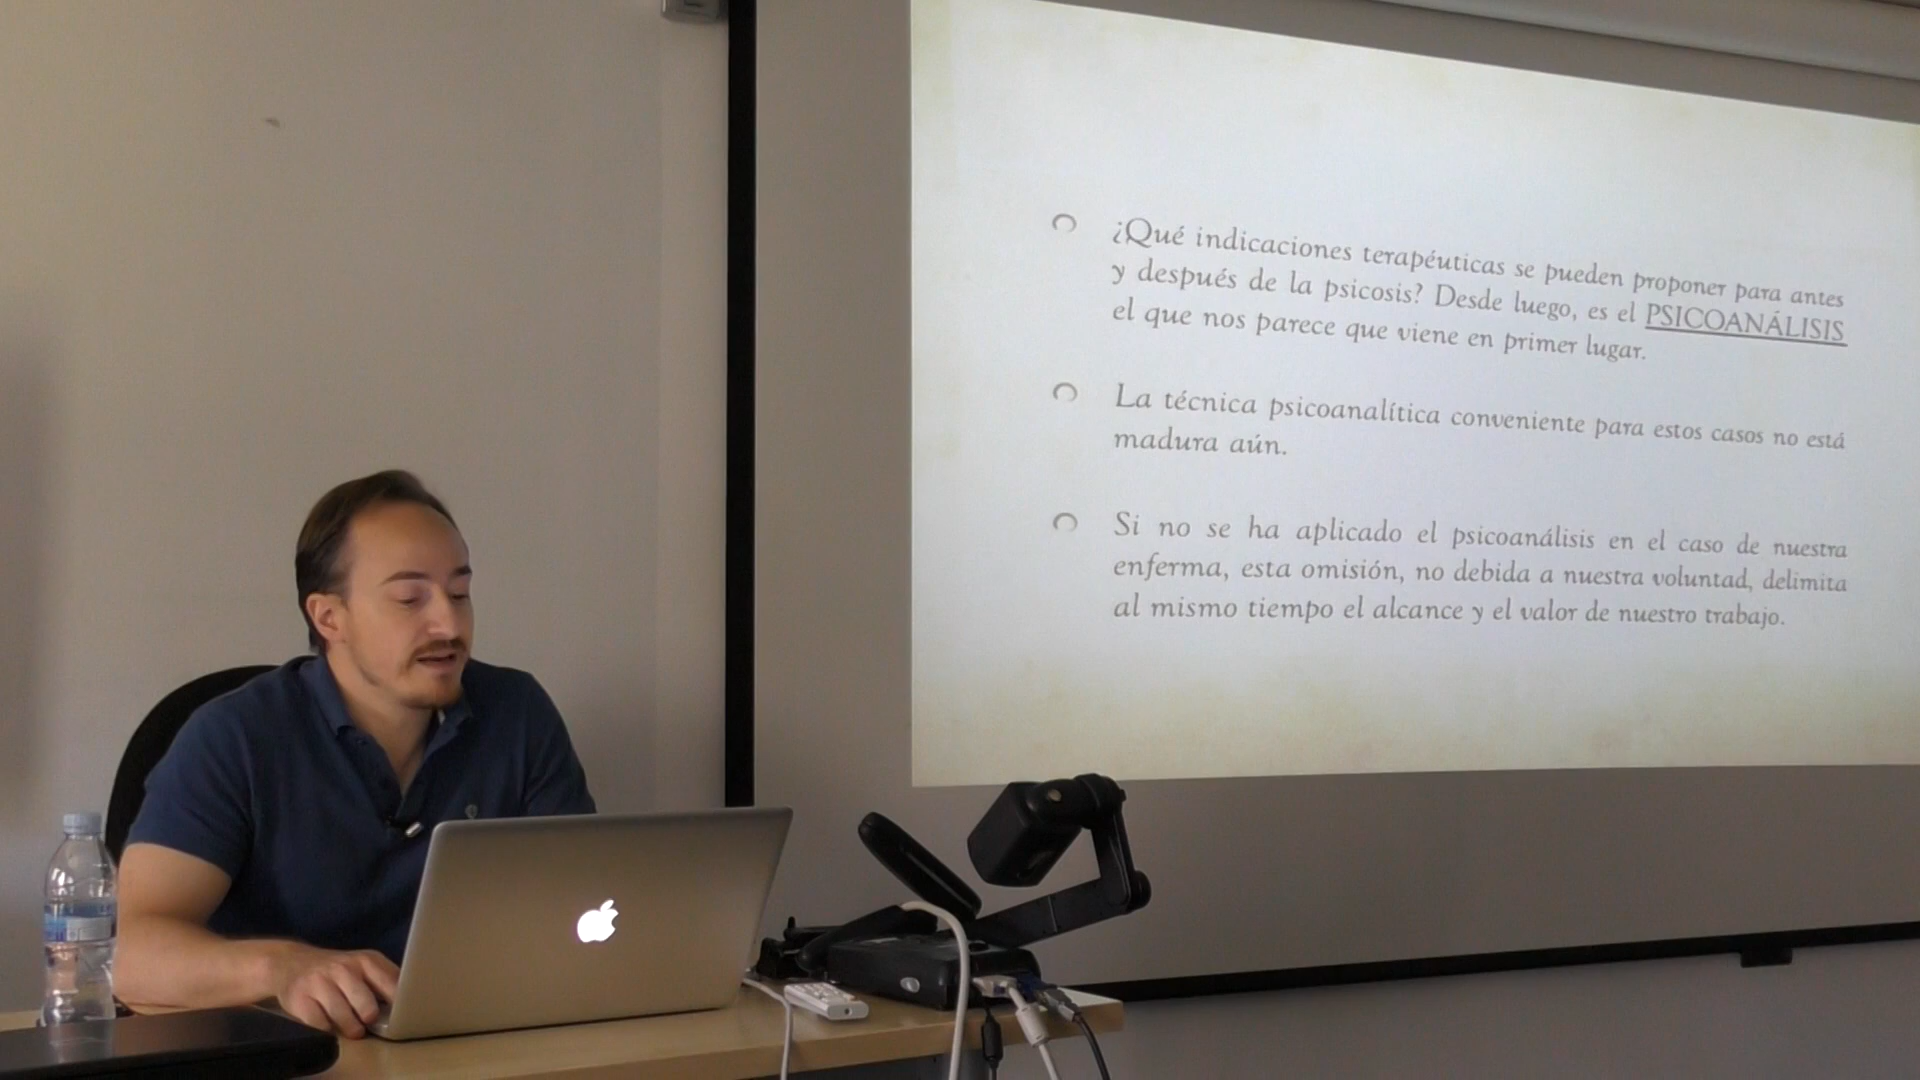 ¿Qué indicaciones terapéuticas se pueden proponer para antes
y después de la psicosis? Desde luego, es el PSICOANÁLISIS
el que nos parece que viene en primer lugar.
La técnica psicoanalítica conveniente para estos casos no está
madura aún.
Si no se ha aplicado el psicoanálisis en el caso de nuestra
enferma, esta omisión, no debida a nuestra voluntad, delimita
al mismo tiempo el alcance y el valor de nuestro trabajo.